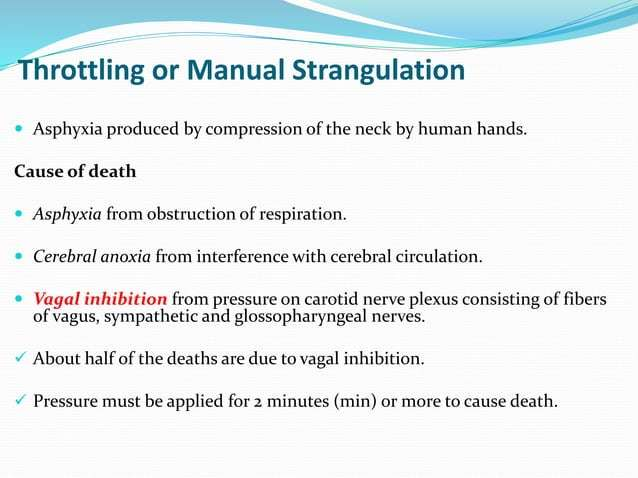 Throttling or Manual Strangulation
• Asphyxia produced by compression of the neck by human hands.
Cause of death
• Asphyxia from obstruction of respiration.
• Cerebral anoxia from interference with cerebral circulation.
• Vagal inhibition from pressure on carotid nerve plexus consisting of fibers
of vagus, sympathetic and glossopharyngeal nerves.
✓ About half of the deaths are due to vagal inhibition.
✓ Pressure must be applied for 2 minutes (min) or more to cause death.